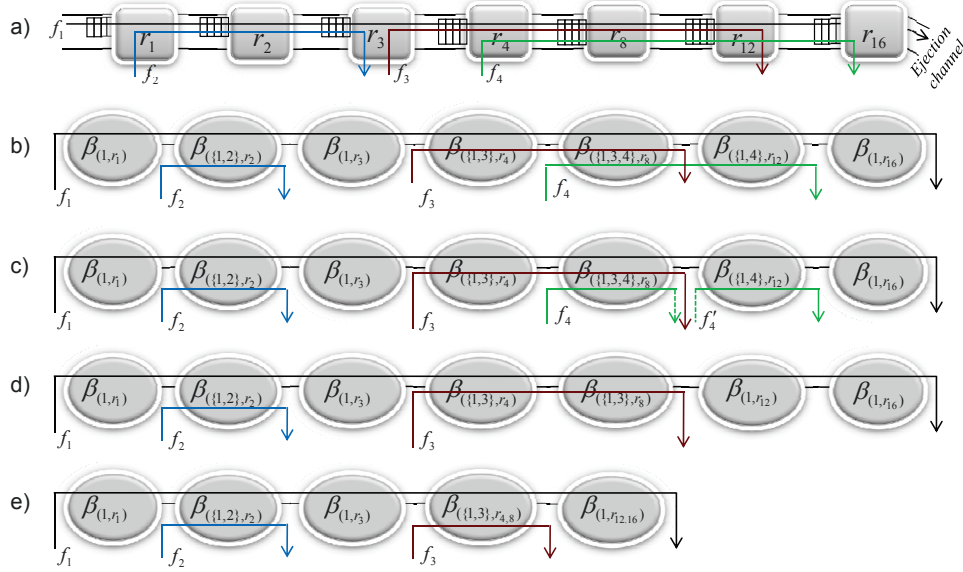 a) f₁ r₁ r₂ r₃ r₄ r₈ r₁₂ r₁₆ Ejection channel
f₂ f₃ f₄
b) β₍₁,r₁₎ β₍{1,2},r₂₎ β₍₁,r₃₎ β₍{1,3},r₄₎ β₍{1,3,4},r₈₎ β₍{1,4},r₁₂₎ β₍₁,r₁₆₎
f₁ f₂ f₃ f₄
c) β₍₁,r₁₎ β₍{1,2},r₂₎ β₍₁,r₃₎ β₍{1,3},r₄₎ β₍{1,3,4},r₈₎ β₍{1,4},r₁₂₎ β₍₁,r₁₆₎
f₁ f₂ f₃ f₄ f₄′
d) β₍₁,r₁₎ β₍{1,2},r₂₎ β₍₁,r₃₎ β₍{1,3},r₄₎ β₍{1,3},r₈₎ β₍₁,r₁₂₎ β₍₁,r₁₆₎
f₁ f₂ f₃
e) β₍₁,r₁₎ β₍{1,2},r₂₎ β₍₁,r₃₎ β₍{1,3},r₄,₈₎ β₍₁,r₁₂.₁₆₎
f₁ f₂ f₃